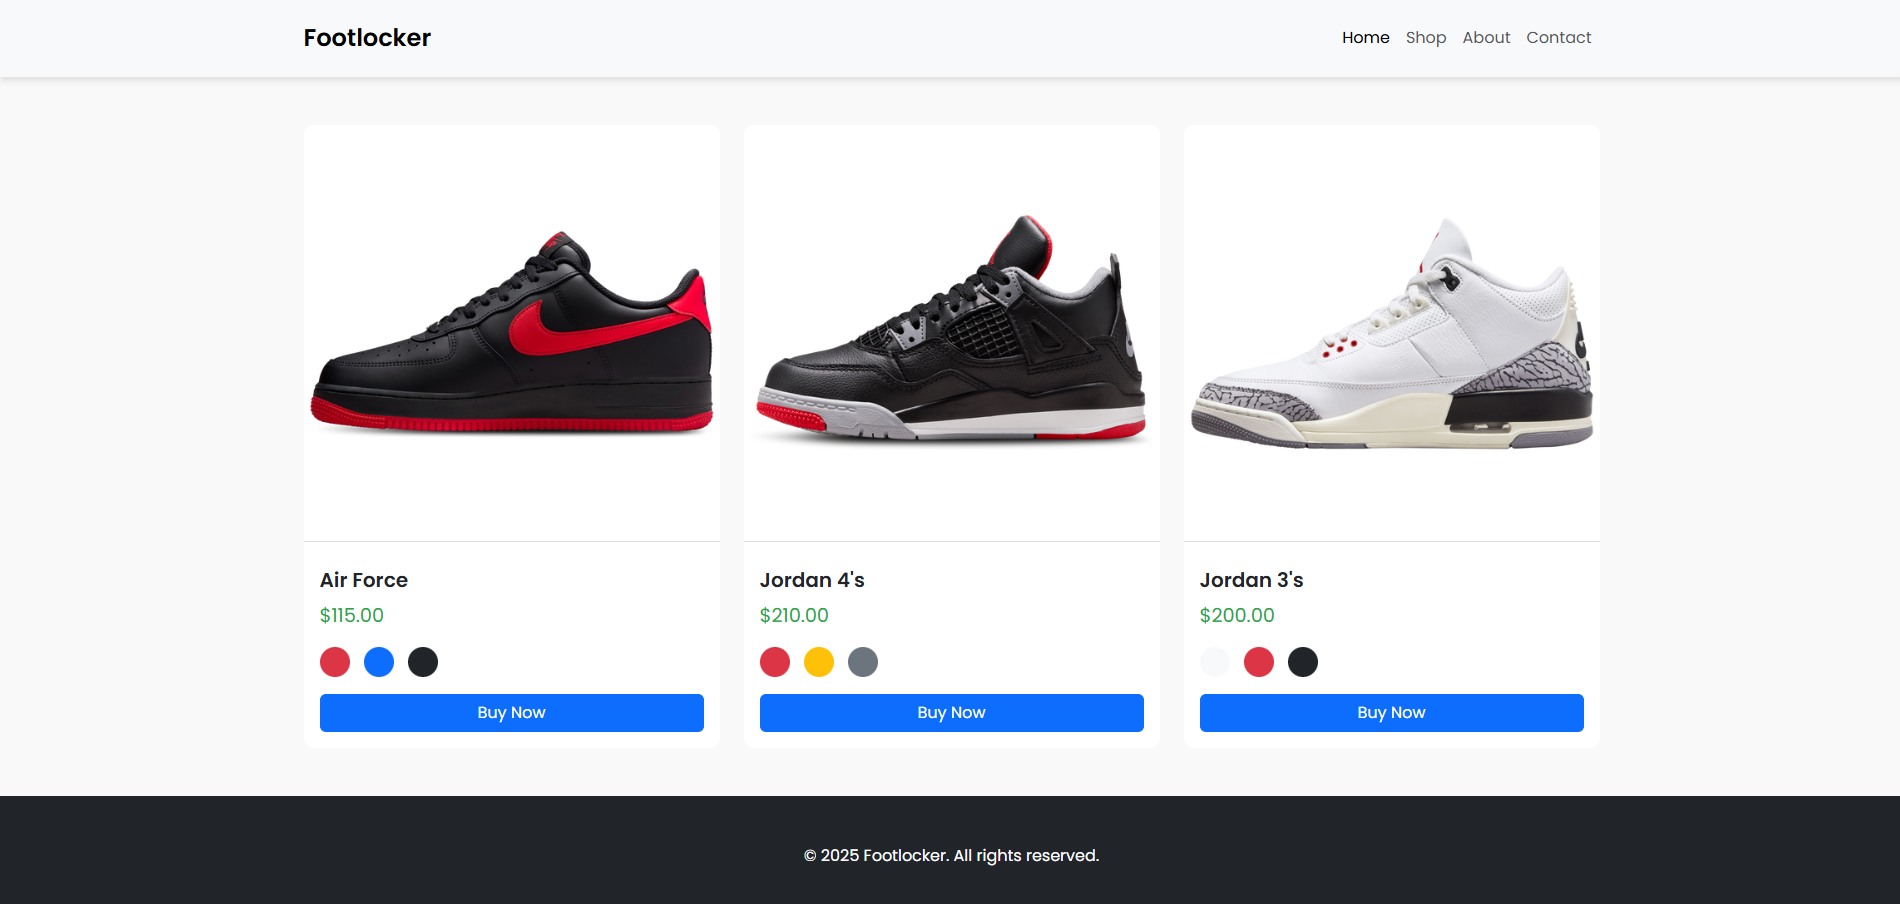 Footlocker
Home Shop About Contact
Air Force
$115.00
Buy Now
Jordan 4's
$210.00
Buy Now
Jordan 3's
$200.00
Buy Now
© 2025 Footlocker. All rights reserved.